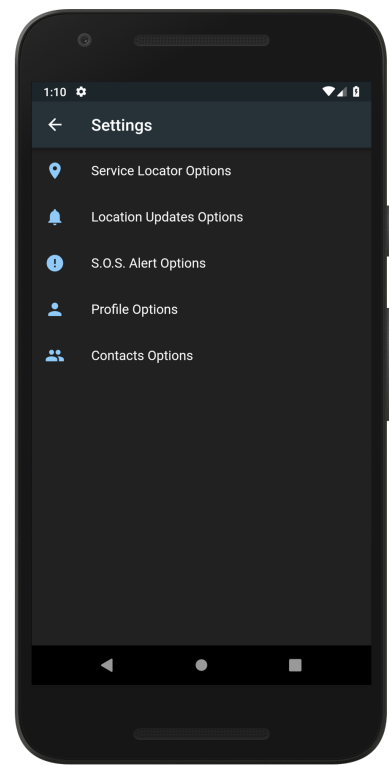 1:10
Settings
Service Locator Options
Location Updates Options
S.O.S. Alert Options
Profile Options
Contacts Options